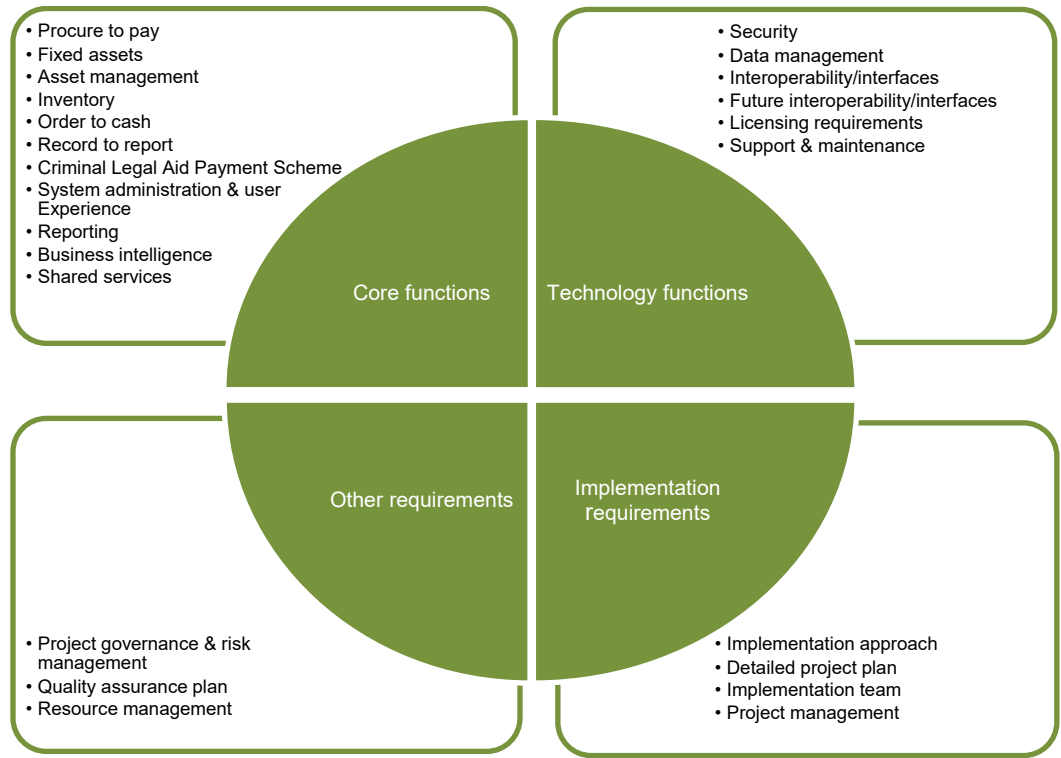 • Procure to pay
• Fixed assets
• Asset management
• Inventory
• Order to cash
• Record to report
• Criminal Legal Aid Payment Scheme
• System administration & user
Experience
• Reporting
• Business intelligence
• Shared services
Core functions
• Security
• Data management
• Interoperability/interfaces
• Future interoperability/interfaces
• Licensing requirements
• Support & maintenance
Technology functions
Other requirements
• Project governance & risk
management
• Quality assurance plan
• Resource management
Implementation
requirements
• Implementation approach
• Detailed project plan
• Implementation team
• Project management